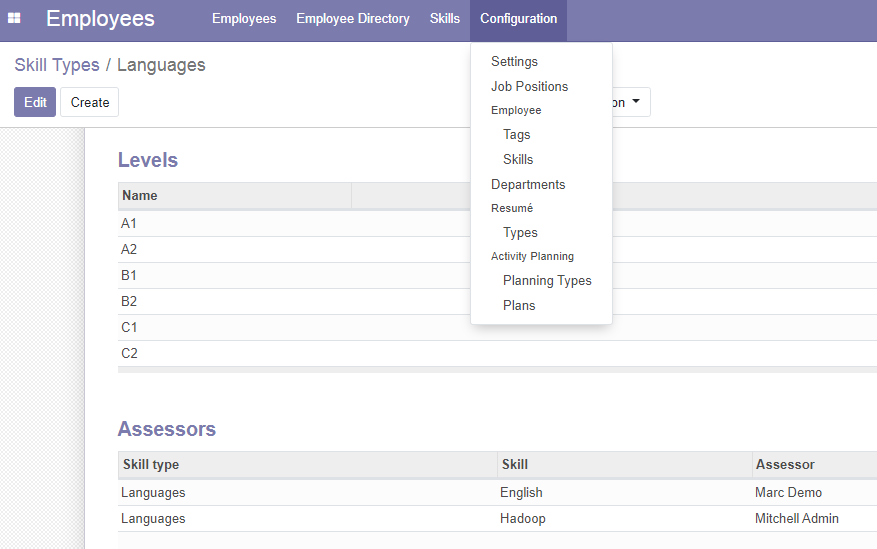 Employees Employees Employee Directory Skills Configuration
Skill Types / Languages
Edit Create
Settings
Job Positions
Employee
Tags
Skills
Departments
Resumé
Types
Activity Planning
Planning Types
Plans
Levels
Name
A1
A2
B1
B2
C1
C2
Assessors
Skill type Skill Assessor
Languages English Marc Demo
Languages Hadoop Mitchell Admin